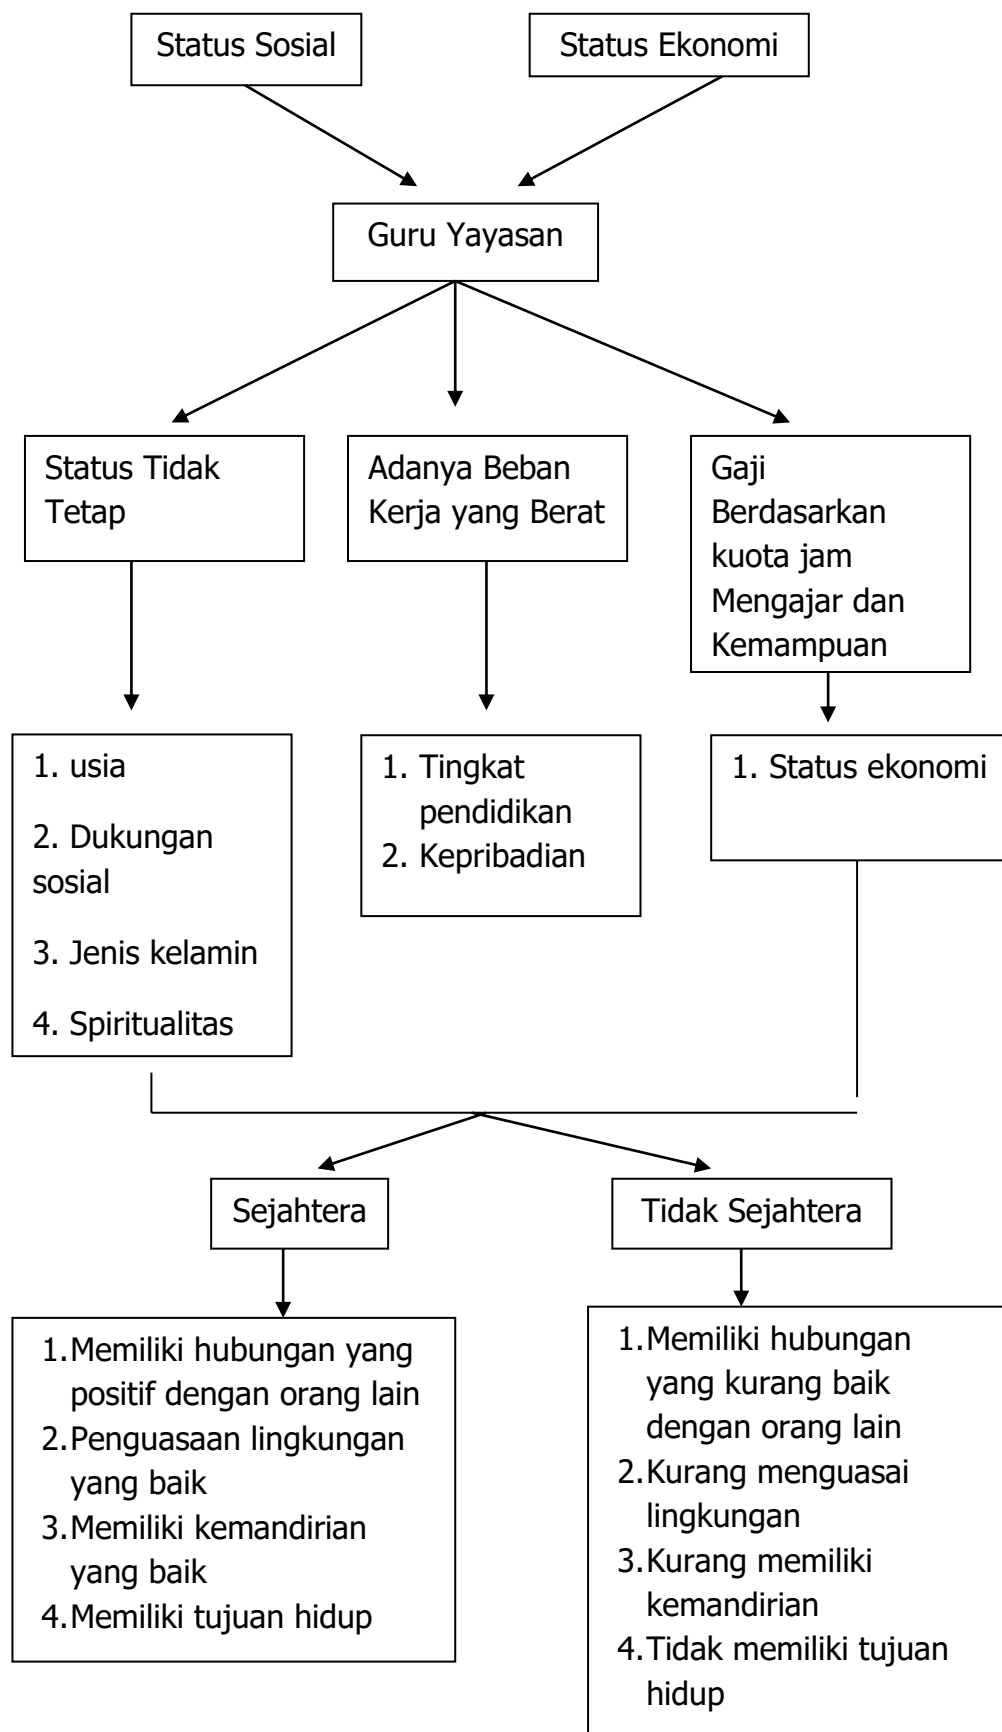 Status Sosial
Status Ekonomi
Guru Yayasan
Status Tidak
Tetap
Adanya Beban
Kerja yang Berat
Gaji
Berdasarkan
kuota jam
Mengajar dan
Kemampuan
1. usia
2. Dukungan
sosial
3. Jenis kelamin
4. Spiritualitas
1. Tingkat
pendidikan
2. Kepribadian
1. Status ekonomi
Sejahtera
Tidak Sejahtera
1.Memiliki hubungan yang
positif dengan orang lain
2.Penguasaan lingkungan
yang baik
3.Memiliki kemandirian
yang baik
4.Memiliki tujuan hidup
1.Memiliki hubungan
yang kurang baik
dengan orang lain
2.Kurang menguasai
lingkungan
3.Kurang memiliki
kemandirian
4.Tidak memiliki tujuan
hidup